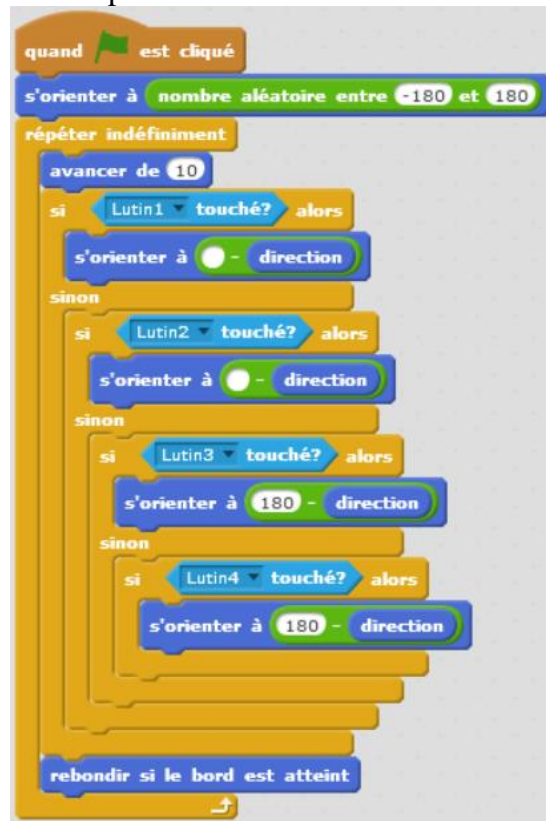 quand est cliqué
s'orienter à nombre aléatoire entre -180 et 180
répéter indéfiniment
avancer de 10
si Lutin1 touché? alors
s'orienter à - direction
sinon
si Lutin2 touché? alors
s'orienter à - direction
sinon
si Lutin3 touché? alors
s'orienter à 180 - direction
sinon
si Lutin4 touché? alors
s'orienter à 180 - direction
rebondir si le bord est atteint